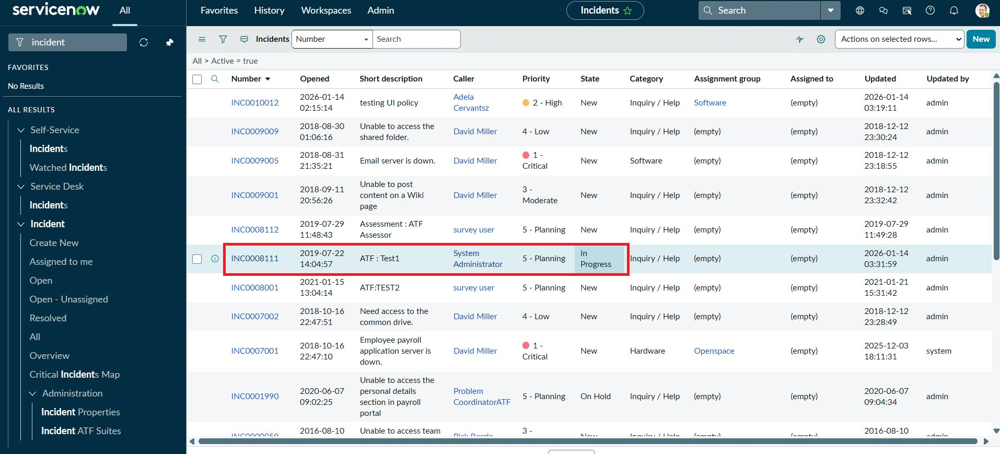 servicenow
All
Favorites
History
Workspaces
Admin
Incidents
Search
incident
FAVORITES
No Results
ALL RESULTS
Self-Service
Incidents
Watched Incidents
Service Desk
Incidents
Incident
Create New
Assigned to me
Open
Open - Unassigned
Resolved
All
Overview
Critical Incidents Map
Administration
Incident Properties
Incident ATF Suites
Incidents Number Search Actions on selected rows... New
All > Active = true
Number Opened Short description Caller Priority State Category Assignment group Assigned to Updated Updated by
INC0010012
2026-01-14
02:15:14
testing UI policy
Adela
Cervantsz
2 - High
New
Inquiry / Help
Software
(empty)
2026-01-14
03:19:11
admin
INC0009009
2018-08-30
01:06:16
Unable to access the
shared folder.
David Miller
4 - Low
New
Inquiry / Help
(empty)
(empty)
2018-12-12
23:30:24
admin
INC0009005
2018-08-31
21:35:21
Email server is down.
David Miller
1 -
Critical
New
Software
(empty)
(empty)
2018-12-12
23:18:55
admin
INC0009001
2018-09-11
20:56:26
Unable to post
content on a Wiki
page
David Miller
3 -
Moderate
New
Inquiry / Help
(empty)
(empty)
2018-12-12
23:32:42
admin
INC0008112
2019-07-29
11:48:43
Assessment : ATF
Assessor
survey user
5 - Planning
New
Inquiry / Help
(empty)
(empty)
2019-07-29
11:49:28
admin
INC0008111
2019-07-22
14:04:57
ATF : Test1
System
Administrator
5 - Planning
In
Progress
Inquiry / Help
(empty)
(empty)
2026-01-14
03:31:59
admin
INC0008001
2021-01-15
13:04:14
ATF:TEST2
survey user
5 - Planning
New
Inquiry / Help
(empty)
(empty)
2021-01-21
15:31:42
admin
INC0007002
2018-10-16
22:47:51
Need access to the
common drive.
David Miller
4 - Low
New
Inquiry / Help
(empty)
(empty)
2018-12-12
23:28:49
admin
INC0007001
2018-10-16
22:47:10
Employee payroll
application server is
down.
David Miller
1 -
Critical
New
Hardware
Openspace
(empty)
2025-12-03
18:11:31
system
INC0001990
2020-06-07
09:02:25
Unable to access the
personal details
section in payroll
portal
Problem
CoordinatorATF
5 - Planning
On Hold
Inquiry / Help
(empty)
(empty)
2020-06-07
09:04:34
admin
2016-08-10
Unable to access team
3 -
2016-08-10